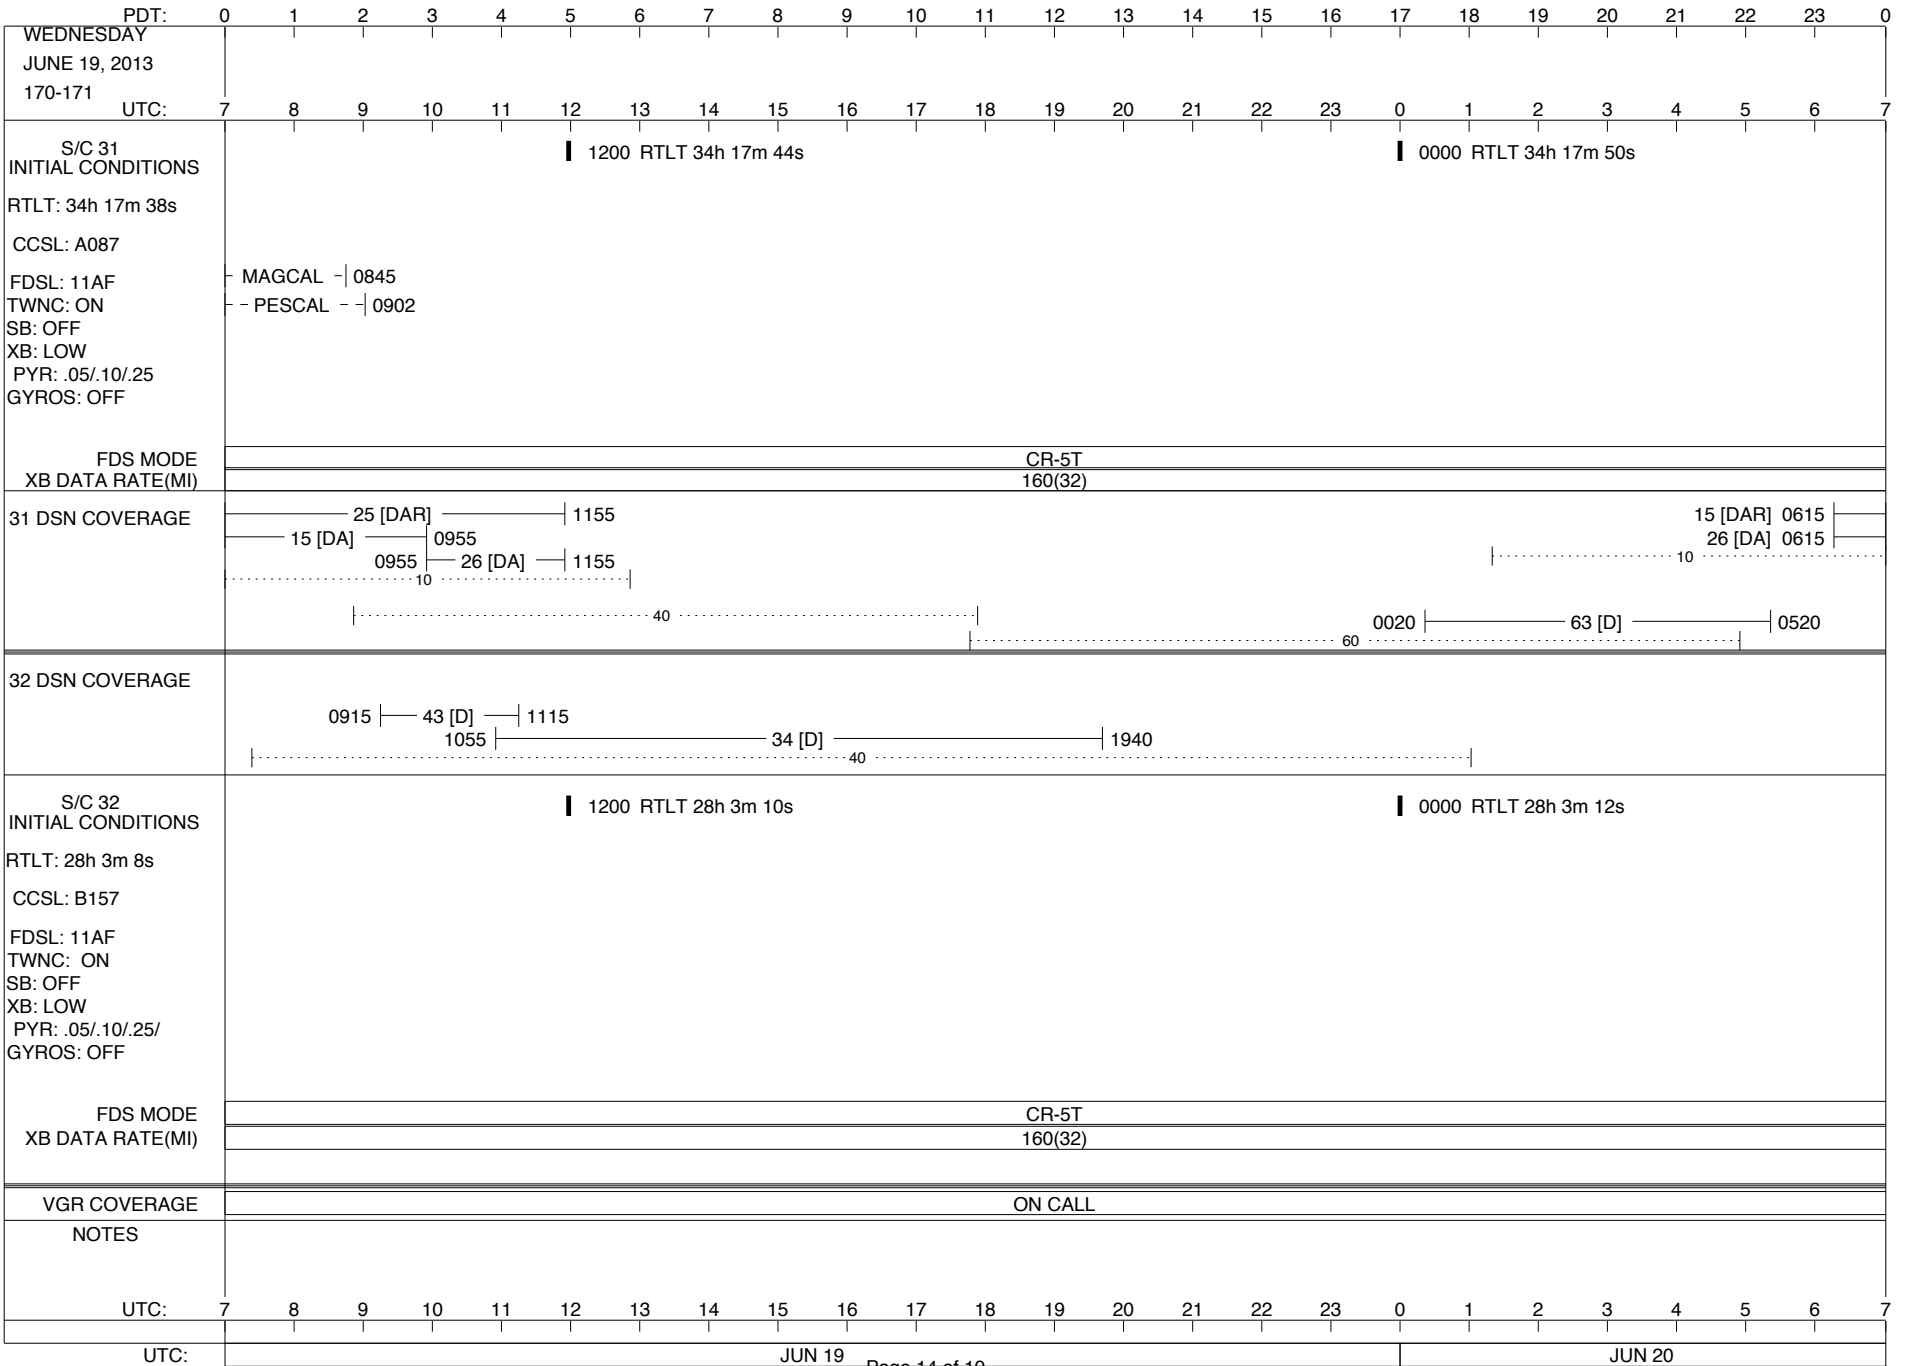 PDT: 0 1 2 3 4 5 6 7 8 9 10 11 12 13 14 15 16 17 18 19 20 21 22 23 0
WEDNESDAY
JUNE 19, 2013
170-171
UTC: 7 8 9 10 11 12 13 14 15 16 17 18 19 20 21 22 23 0 1 2 3 4 5 6 7
S/C 31
INITIAL CONDITIONS
1200 RTLT 34h 17m 44s
0000 RTLT 34h 17m 50s
RTLT: 34h 17m 38s
CCSL: A087
FDSL: 11AF
MAGCAL 0845
TWNC: ON
PESCAL 0902
SB: OFF
XB: LOW
PYR: .05/.10/.25
GYROS: OFF
FDS MODE CR-5T
XB DATA RATE(MI) 160(32)
31 DSN COVERAGE
25 [DAR] 1155
15 [DAR] 0615
15 [DA] 0955
26 [DA] 0615
0955 26 [DA] 1155
10
10
40
0020 63 [D] 0520
60
32 DSN COVERAGE
0915 43 [D] 1115
1055 34 [D] 1940
40
S/C 32
INITIAL CONDITIONS
1200 RTLT 28h 3m 10s
0000 RTLT 28h 3m 12s
RTLT: 28h 3m 8s
CCSL: B157
FDSL: 11AF
TWNC: ON
SB: OFF
XB: LOW
PYR: .05/.10/.25/
GYROS: OFF
FDS MODE CR-5T
XB DATA RATE(MI) 160(32)
VGR COVERAGE ON CALL
NOTES
UTC: 7 8 9 10 11 12 13 14 15 16 17 18 19 20 21 22 23 0 1 2 3 4 5 6 7
UTC: JUN 19 JUN 20
Page 14 of 19